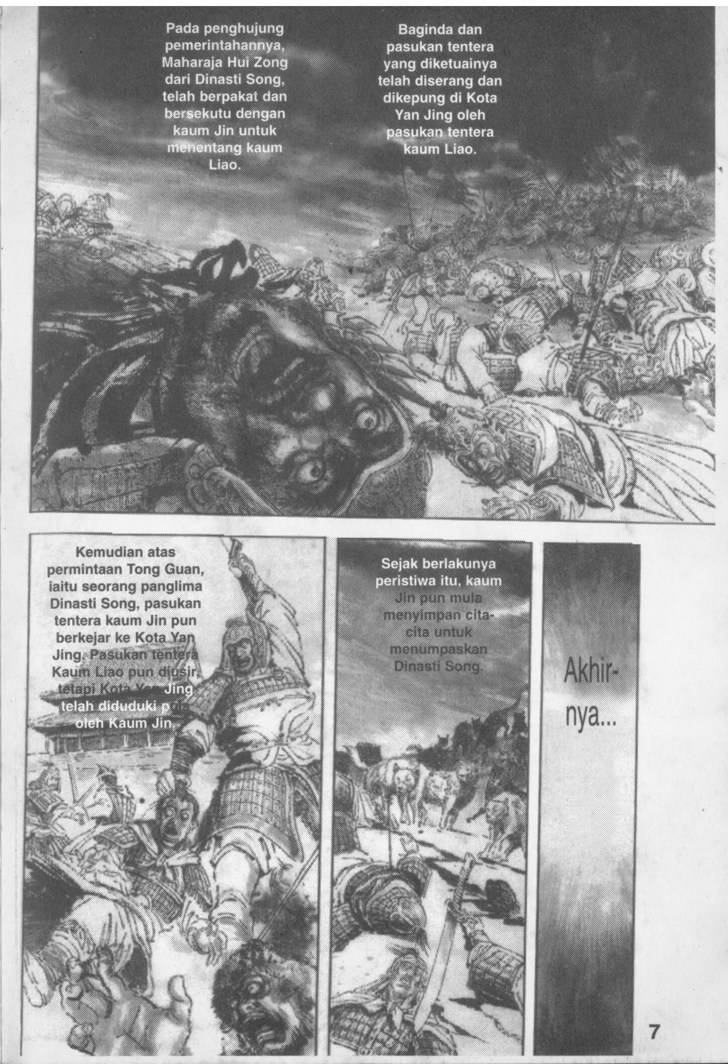 Pada penghujung
pemerintahannya,
Maharaja Hui Zong
dari Dinasti Song,
telah berpakat dan
bersekutu dengan
kaum Jin untuk
menentang kaum
Liao.
Baginda dan
pasukan tentera
yang diketuainya
telah diserang dan
dikepung di Kota
Yan Jing oleh
pasukan tentera
kaum Liao.
Kemudian atas
permintaan Tong Guan,
iaitu seorang panglima
Dinasti Song, pasukan
tentera kaum Jin pun
berkejar ke Kota Yan
Jing. Pasukan tentera
Kaum Liao pun diusir,
tetapi Kota Yan Jing
telah diduduki
oleh Kaum Jin.
Sejak berlakunya
peristiwa itu, kaum
Jin pun mula
menyimpan cita-
cita untuk
menumpaskan
Dinasti Song.
Akhir-
nya...
7